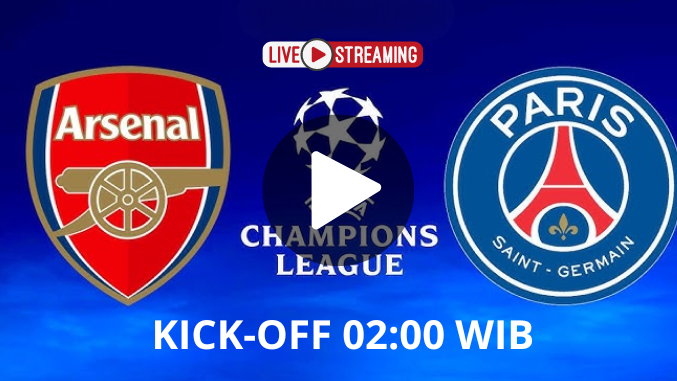 LIVE STREAMING
Arsenal
PARIS
SAINT-GERMAIN
CHAMPIONS
LEAGUE
KICK-OFF 02:00 WIB